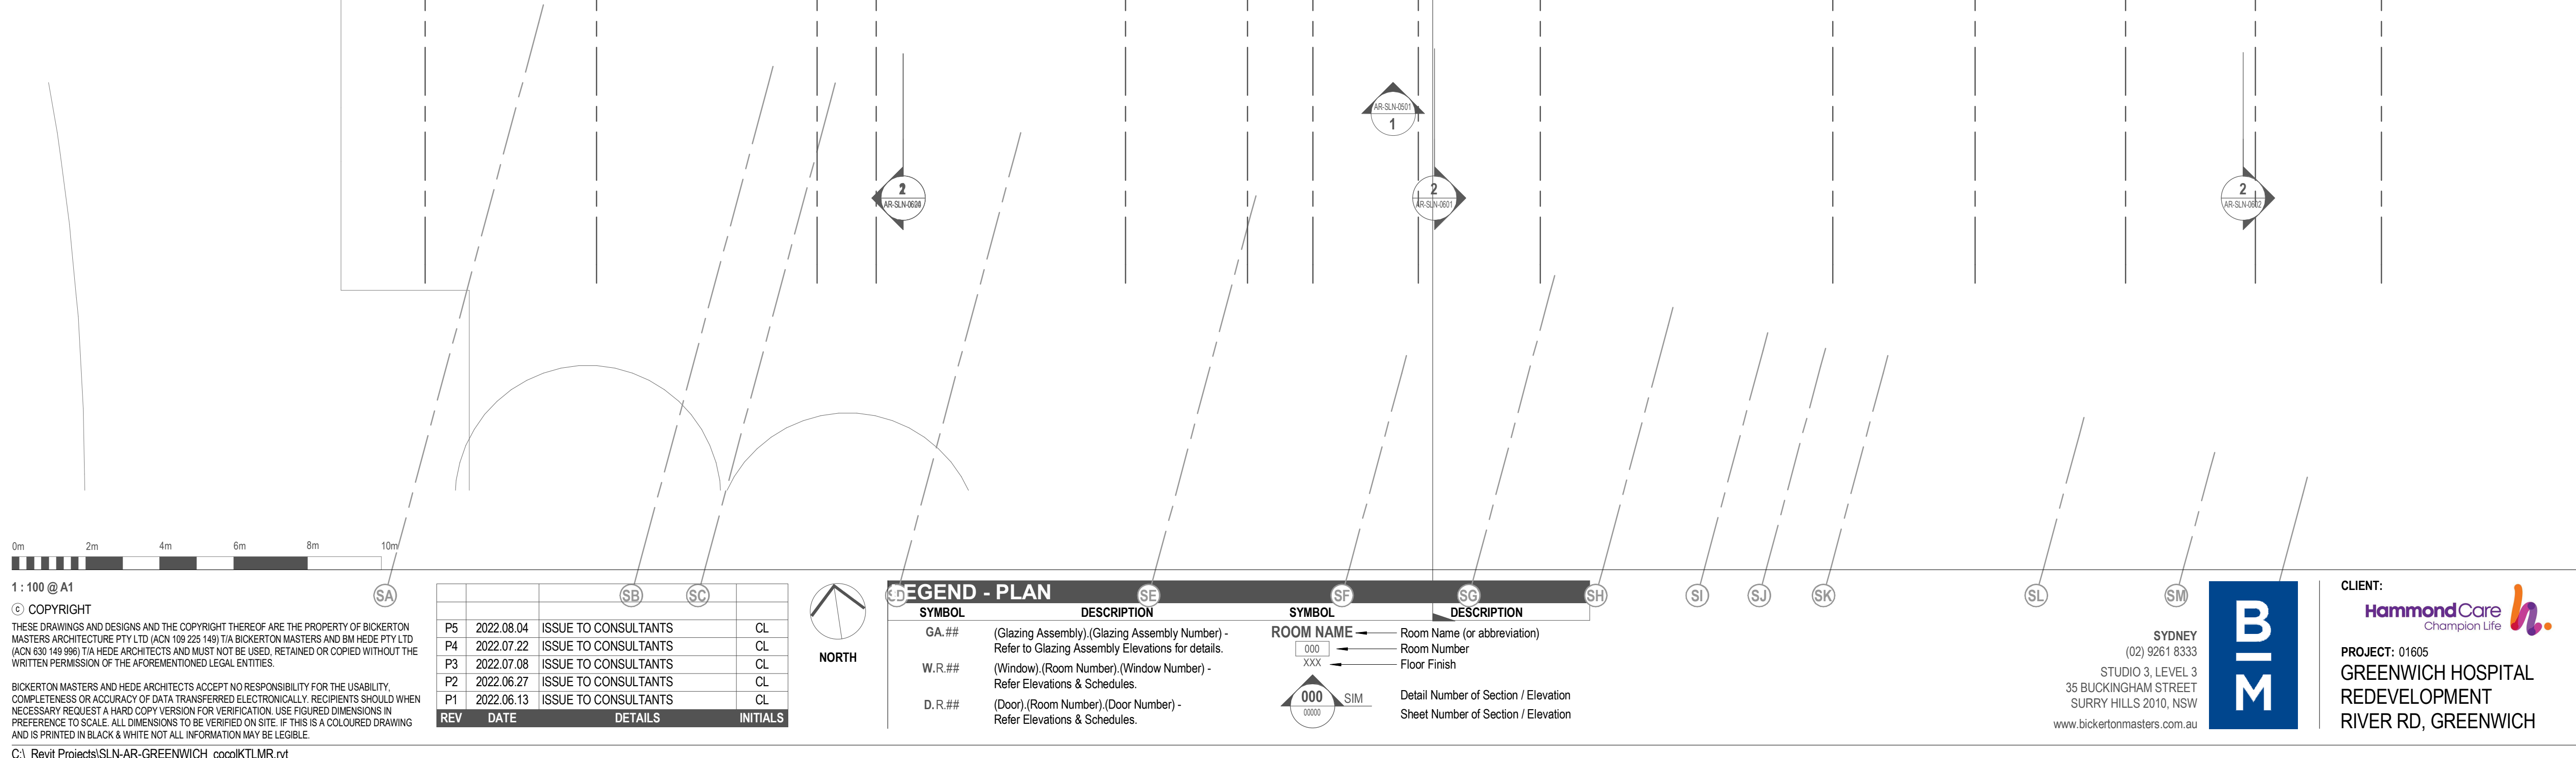 AR-SLN-0501
1
2
2
AR-SLN-0601
2
AR-SLN-0602
0m 2m 4m 6m 8m 10m
1 : 100 @ A1
SA SB SC SE SF SG SH SI SJ SK SL SM
© COPYRIGHT
THESE DRAWINGS AND DESIGNS AND THE COPYRIGHT THEREOF ARE THE PROPERTY OF BICKERTON
MASTERS ARCHITECTURE PTY LTD (ACN 109 225 149) T/A BICKERTON MASTERS AND BM HEDE PTY LTD
(ACN 630 149 996) T/A HEDE ARCHITECTS AND MUST NOT BE USED, RETAINED OR COPIED WITHOUT THE
WRITTEN PERMISSION OF THE AFOREMENTIONED LEGAL ENTITIES.
BICKERTON MASTERS AND HEDE ARCHITECTS ACCEPT NO RESPONSIBILITY FOR THE USABILITY,
COMPLETENESS OR ACCURACY OF DATA TRANSFERRED ELECTRONICALLY. RECIPIENTS SHOULD WHEN
NECESSARY REQUEST A HARD COPY VERSION FOR VERIFICATION. USE FIGURED DIMENSIONS IN
PREFERENCE TO SCALE. ALL DIMENSIONS TO BE VERIFIED ON SITE. IF THIS IS A COLOURED DRAWING
AND IS PRINTED IN BLACK & WHITE NOT ALL INFORMATION MAY BE LEGIBLE.
C:\_Revit Projects\SLN-AR-GREENWICH_cocolKTLMR.rvt
P5 2022.08.04 ISSUE TO CONSULTANTS CL
P4 2022.07.22 ISSUE TO CONSULTANTS CL
P3 2022.07.08 ISSUE TO CONSULTANTS CL
P2 2022.06.27 ISSUE TO CONSULTANTS CL
P1 2022.06.13 ISSUE TO CONSULTANTS CL
REV DATE DETAILS INITIALS
NORTH
LEGEND - PLAN
SYMBOL DESCRIPTION SYMBOL DESCRIPTION
GA.## (Glazing Assembly).(Glazing Assembly Number) -
Refer to Glazing Assembly Elevations for details.
W.R.## (Window).(Room Number).(Window Number) -
Refer Elevations & Schedules.
D.R.## (Door).(Room Number).(Door Number) -
Refer Elevations & Schedules.
ROOM NAME Room Name (or abbreviation)
000 Room Number
XXX Floor Finish
000 SIM Detail Number of Section / Elevation
00000 Sheet Number of Section / Elevation
SYDNEY
(02) 9261 8333
STUDIO 3, LEVEL 3
35 BUCKINGHAM STREET
SURRY HILLS 2010, NSW
www.bickertonmasters.com.au
B
M
CLIENT:
HammondCare
Champion Life
h.
PROJECT: 01605
GREENWICH HOSPITAL
REDEVELOPMENT
RIVER RD, GREENWICH